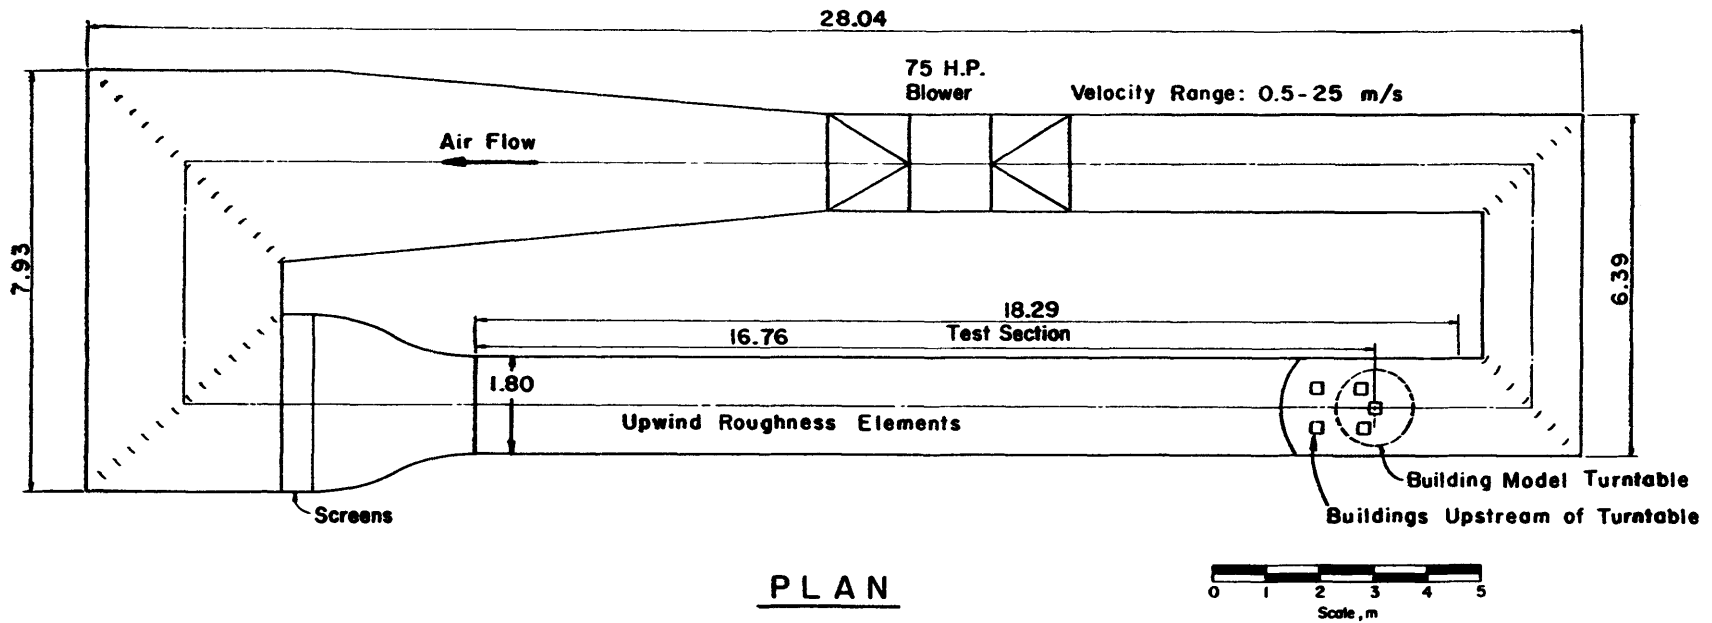 28.04
75 H.P.
Blower
Velocity Range: 0.5-25 m/s
Air Flow
7.93
6.39
18.29
16.76
Test Section
1.80
Upwind Roughness Elements
Building Model Turntable
Screens
Buildings Upstream of Turntable
PLAN
0 1 2 3 4 5
Scale, m